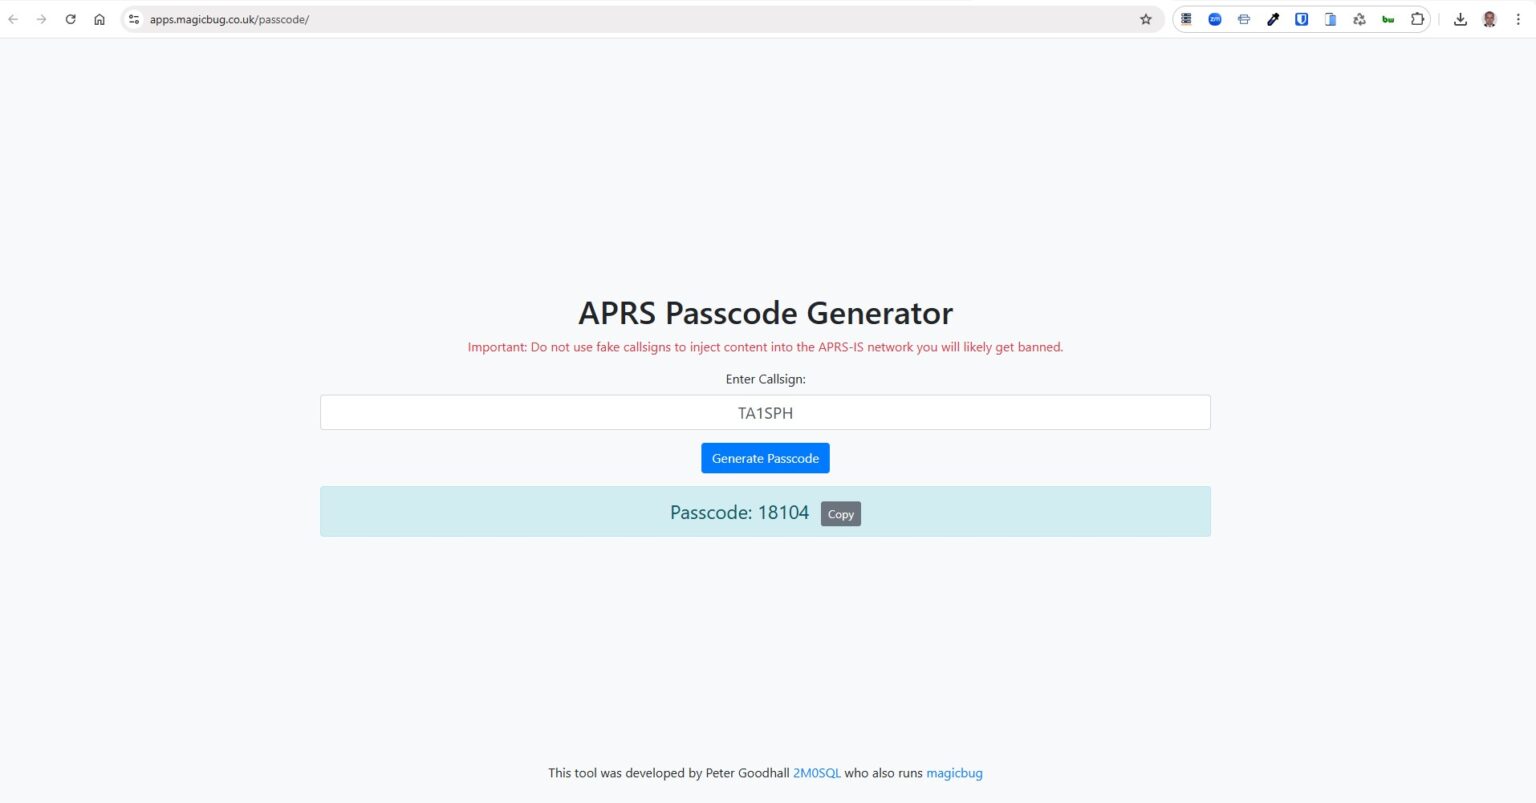 apps.magicbug.co.uk/passcode/
zm
bw
APRS Passcode Generator
Important: Do not use fake callsigns to inject content into the APRS-IS network you will likely get banned.
Enter Callsign:
TA1SPH
Generate Passcode
Passcode: 18104 Copy
This tool was developed by Peter Goodhall 2M0SQL who also runs magicbug